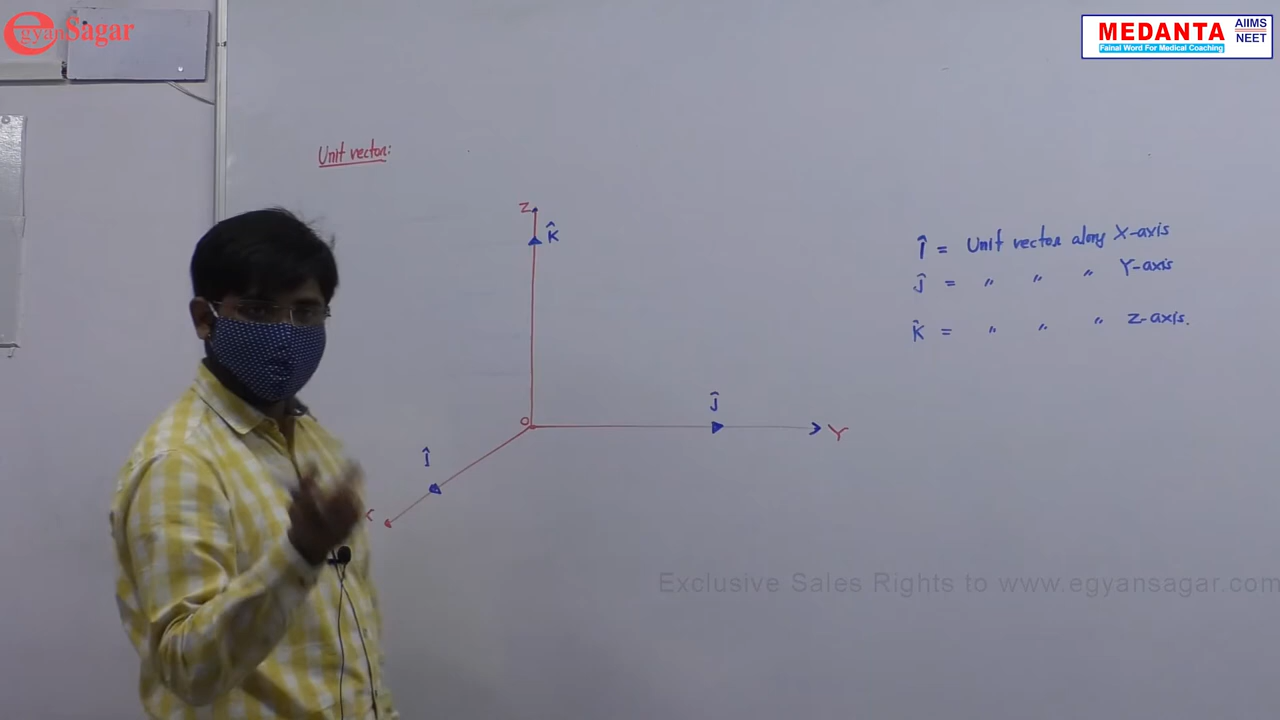 egyanSagar
MEDANTA
AIIMS
NEET
Fainal Word For Medical Coaching
Unit vector:
Z
K̂
Î = Unit vector along X-axis
Ĵ = " " " Y-axis
K̂ = " " " Z-axis.
Ĵ
O
Y
Î
X
Exclusive Sales Rights to www.egyansagar.com